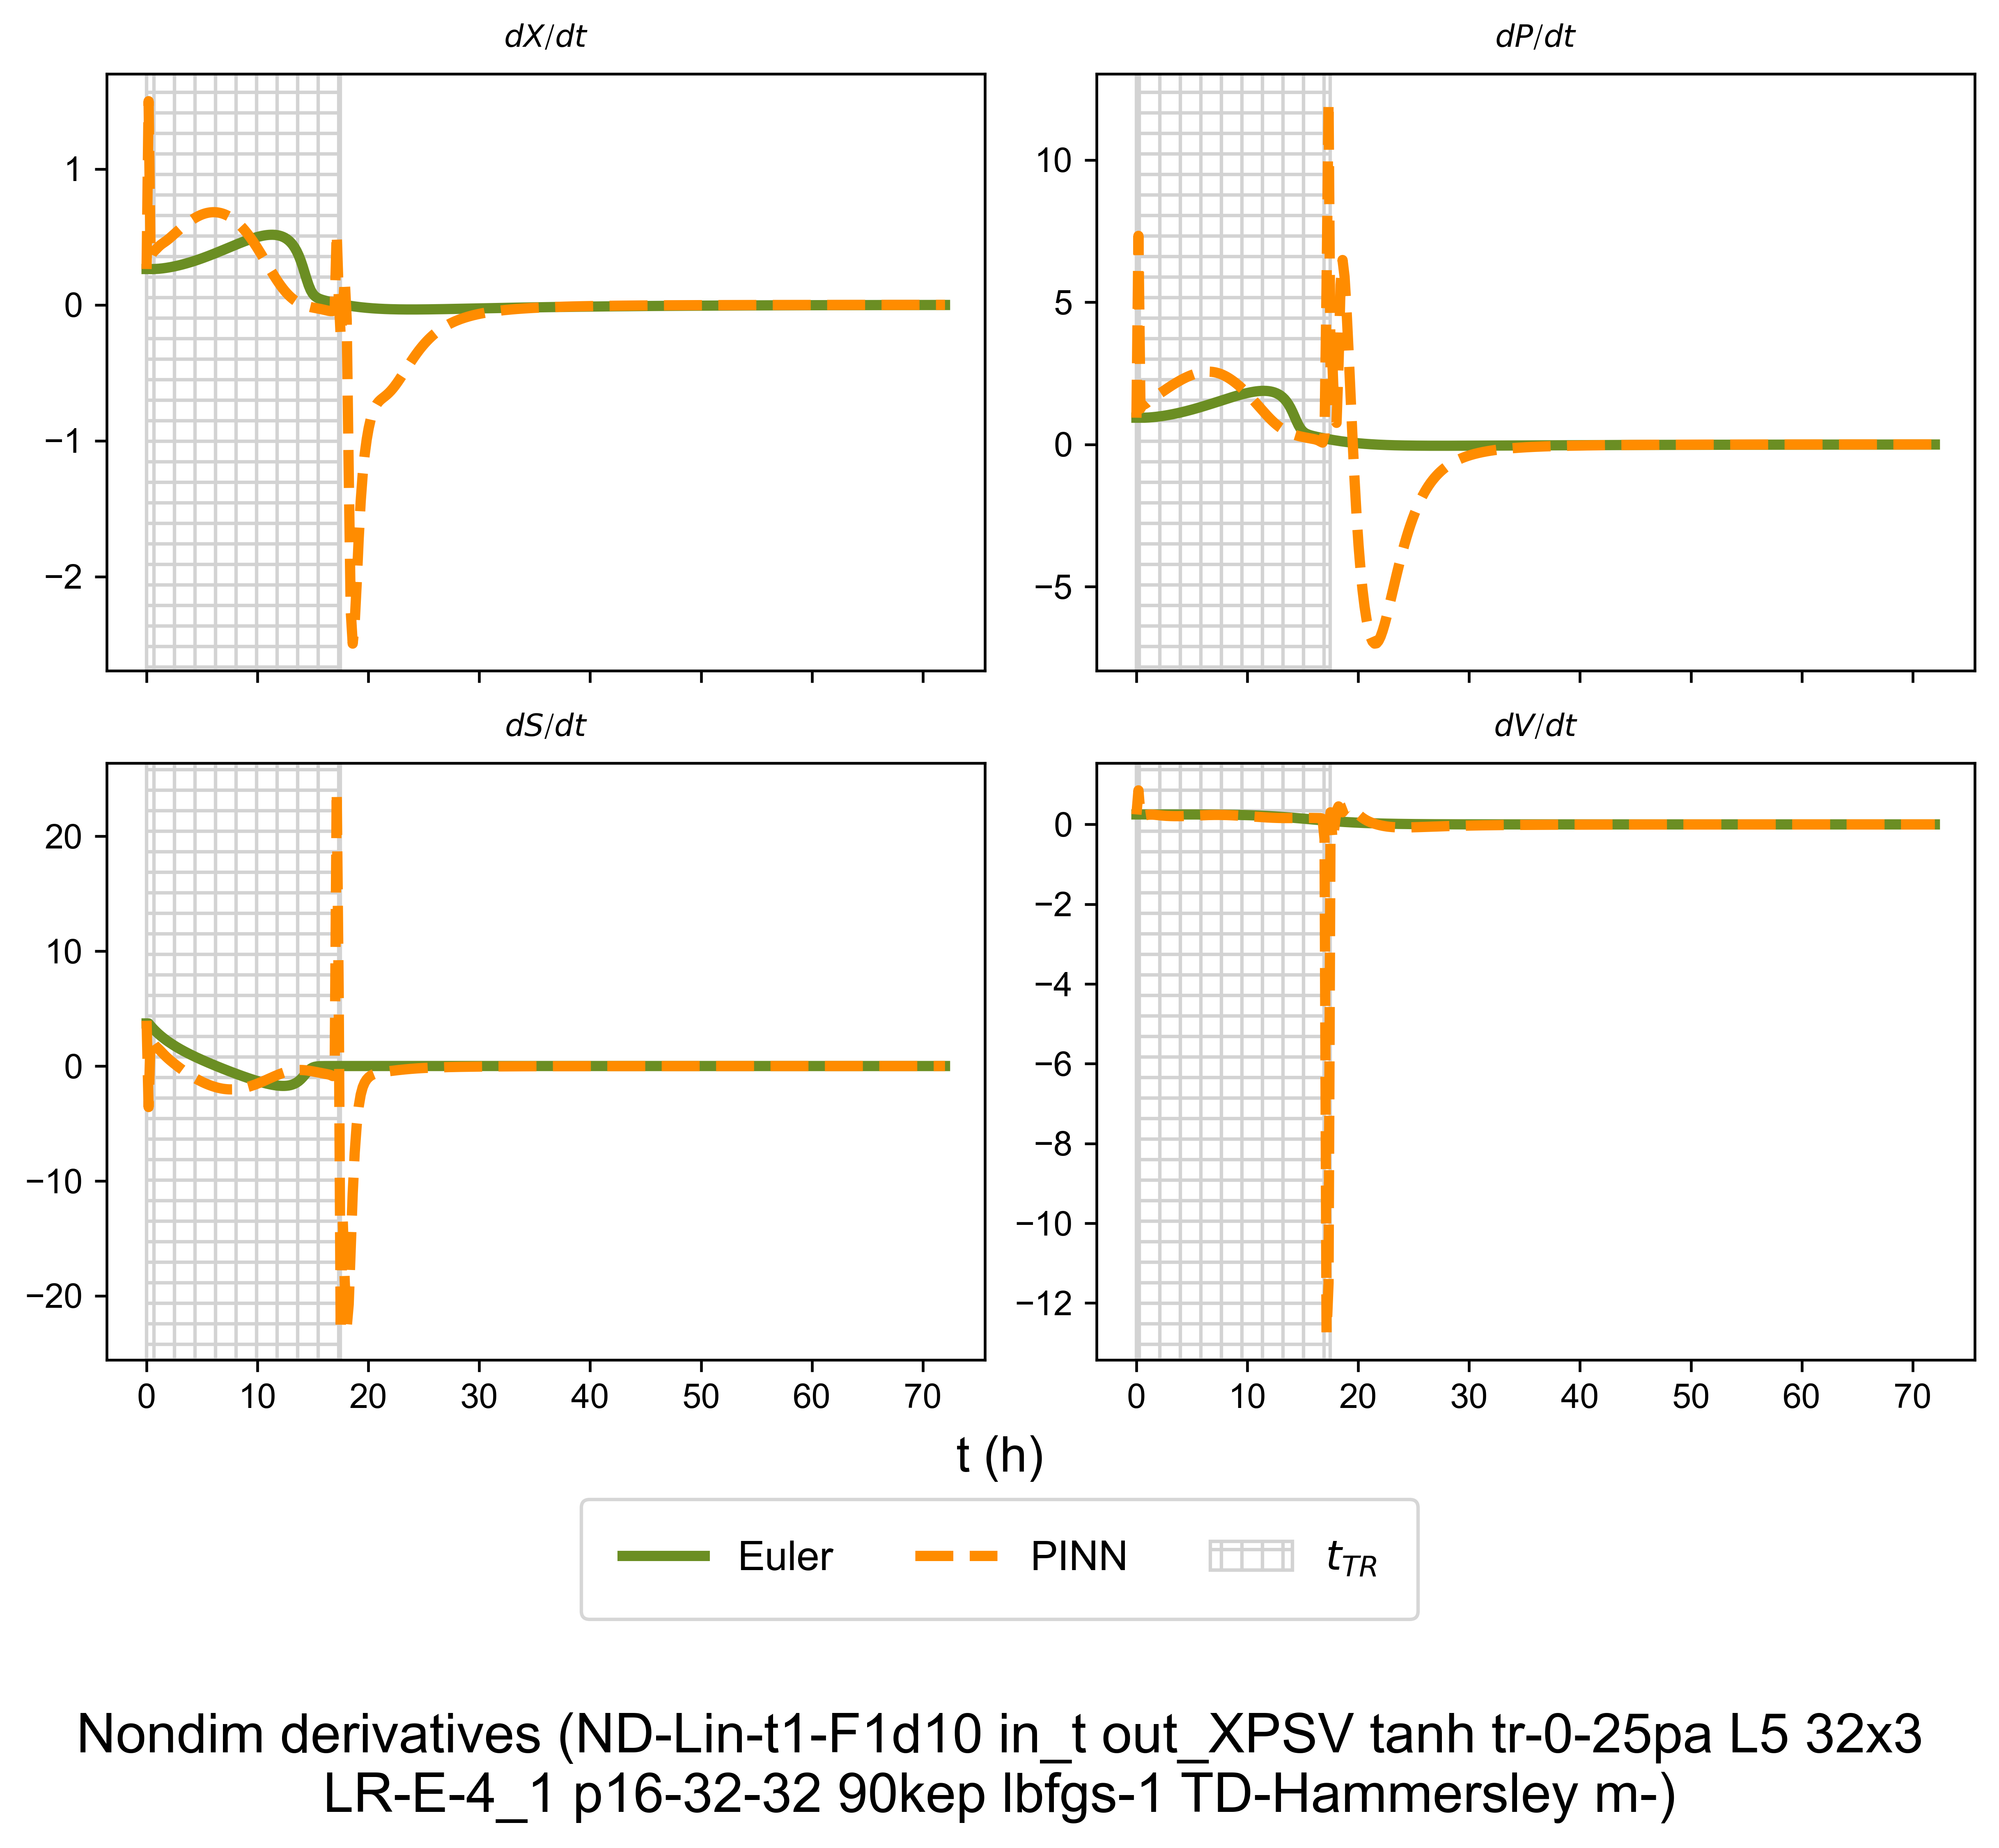 dX/dt
dP/dt
1
0
−1
−2
10
5
0
−5
dS/dt
dV/dt
20
10
0
−10
−20
0
−2
−4
−6
−8
−10
−12
0 10 20 30 40 50 60 70
0 10 20 30 40 50 60 70
t (h)
Euler
PINN
t_TR
Nondim derivatives (ND-Lin-t1-F1d10 in_t out_XPSV tanh tr-0-25pa L5 32x3
LR-E-4_1 p16-32-32 90kep lbfgs-1 TD-Hammersley m-)